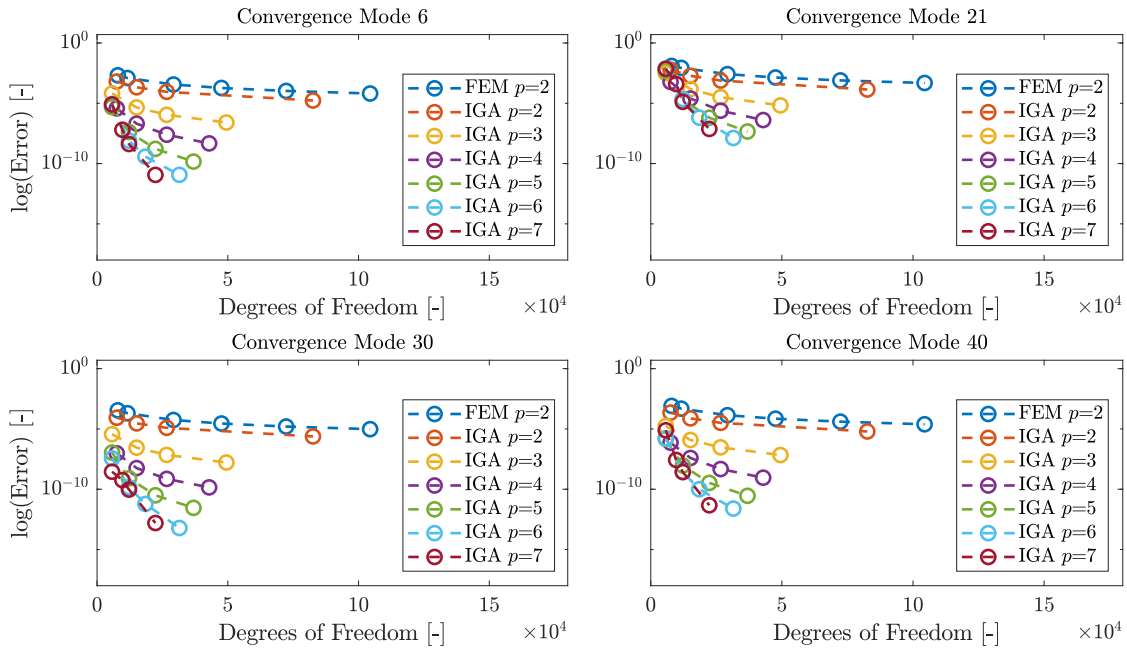 Convergence Mode 6
10^0
10^-10
log(Error) [-]
FEM p=2
IGA p=2
IGA p=3
IGA p=4
IGA p=5
IGA p=6
IGA p=7
0 5 10 15
×10^4
Degrees of Freedom [-]
Convergence Mode 21
10^0
10^-10
FEM p=2
IGA p=2
IGA p=3
IGA p=4
IGA p=5
IGA p=6
IGA p=7
0 5 10 15
×10^4
Degrees of Freedom [-]
Convergence Mode 30
10^0
10^-10
log(Error) [-]
FEM p=2
IGA p=2
IGA p=3
IGA p=4
IGA p=5
IGA p=6
IGA p=7
0 5 10 15
×10^4
Degrees of Freedom [-]
Convergence Mode 40
10^0
10^-10
FEM p=2
IGA p=2
IGA p=3
IGA p=4
IGA p=5
IGA p=6
IGA p=7
0 5 10 15
×10^4
Degrees of Freedom [-]